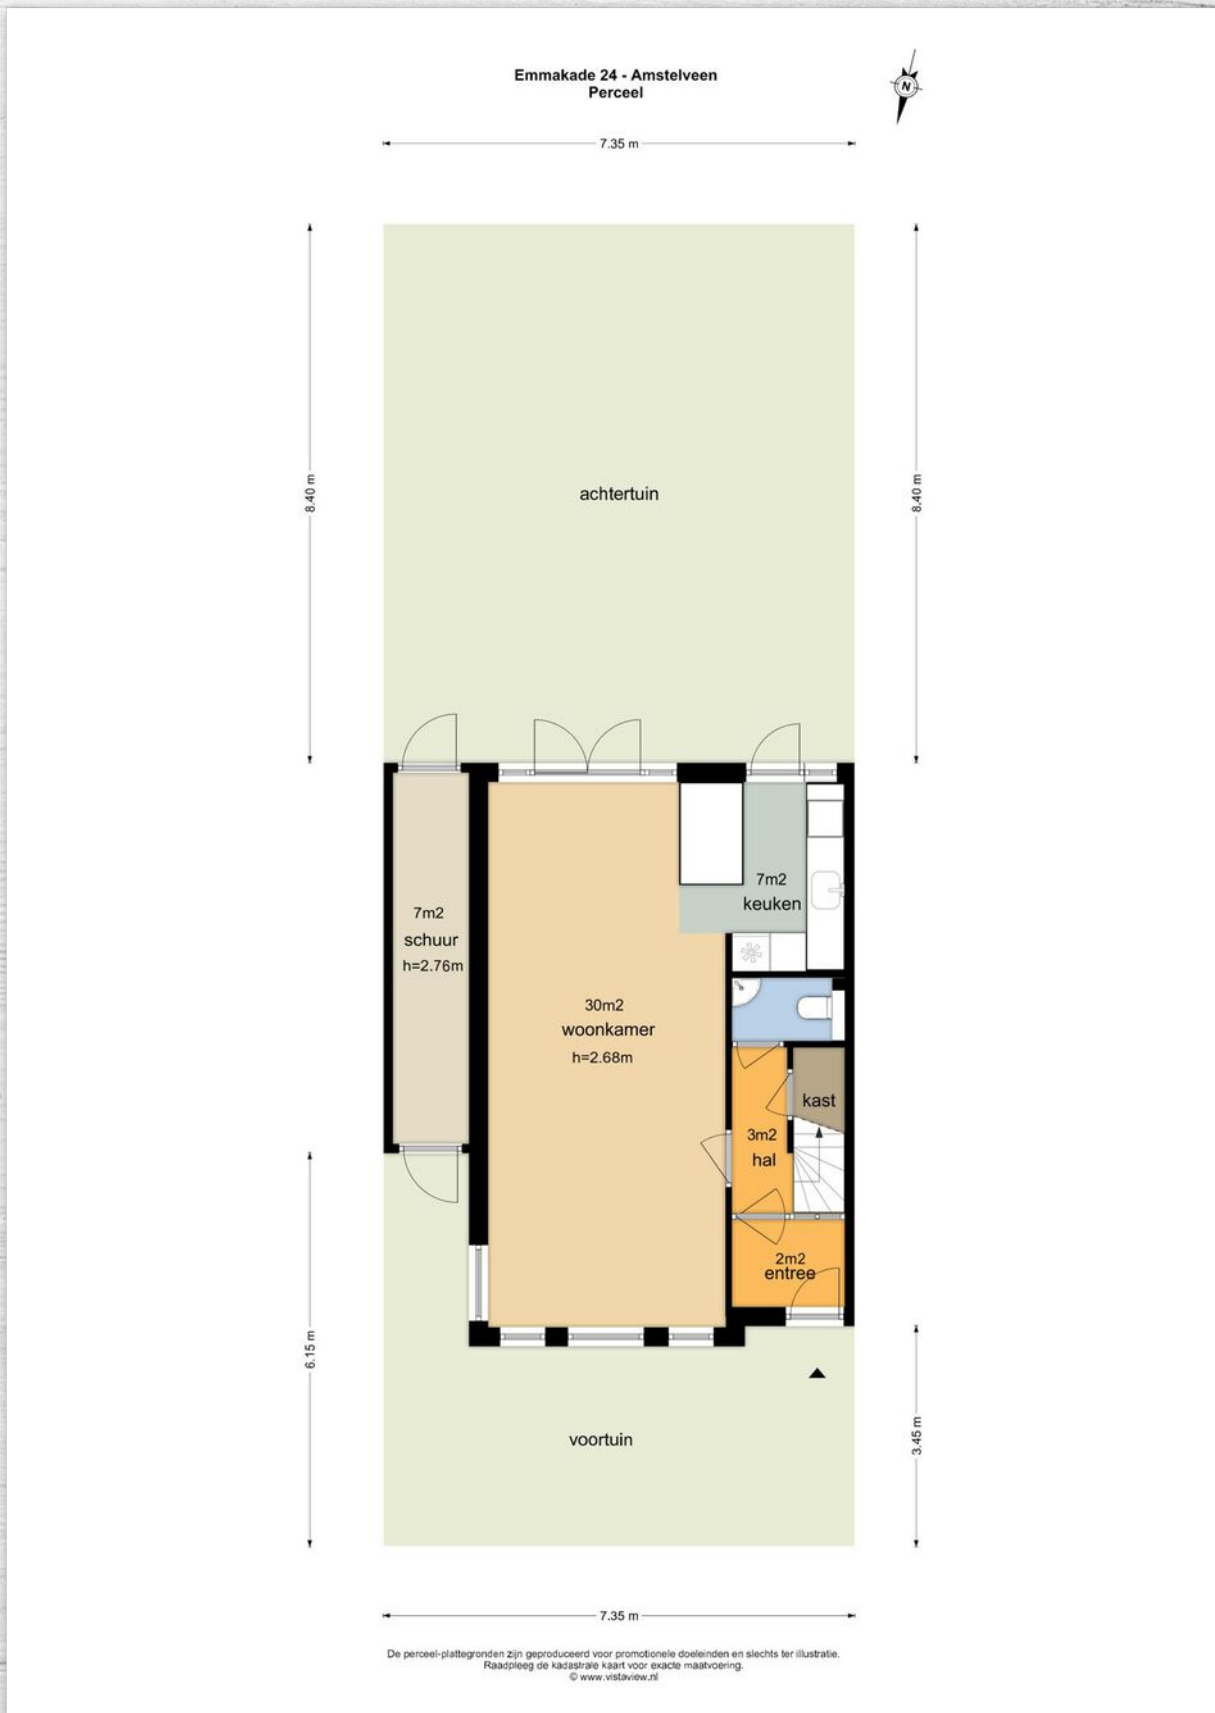 Emmakade 24 - Amstelveen
Perceel
N
7.35 m
8.40 m
8.40 m
achtertuin
7m2
schuur
h=2.76m
7m2
keuken
30m2
woonkamer
h=2.68m
kast
3m2
hal
2m2
entree
6.15 m
3.45 m
voortuin
7.35 m
De perceel-plattegronden zijn geproduceerd voor promotionele doeleinden en slechts ter illustratie.
Raadpleeg de kadastrale kaart voor exacte maatvoering.
© www.vistaview.nl